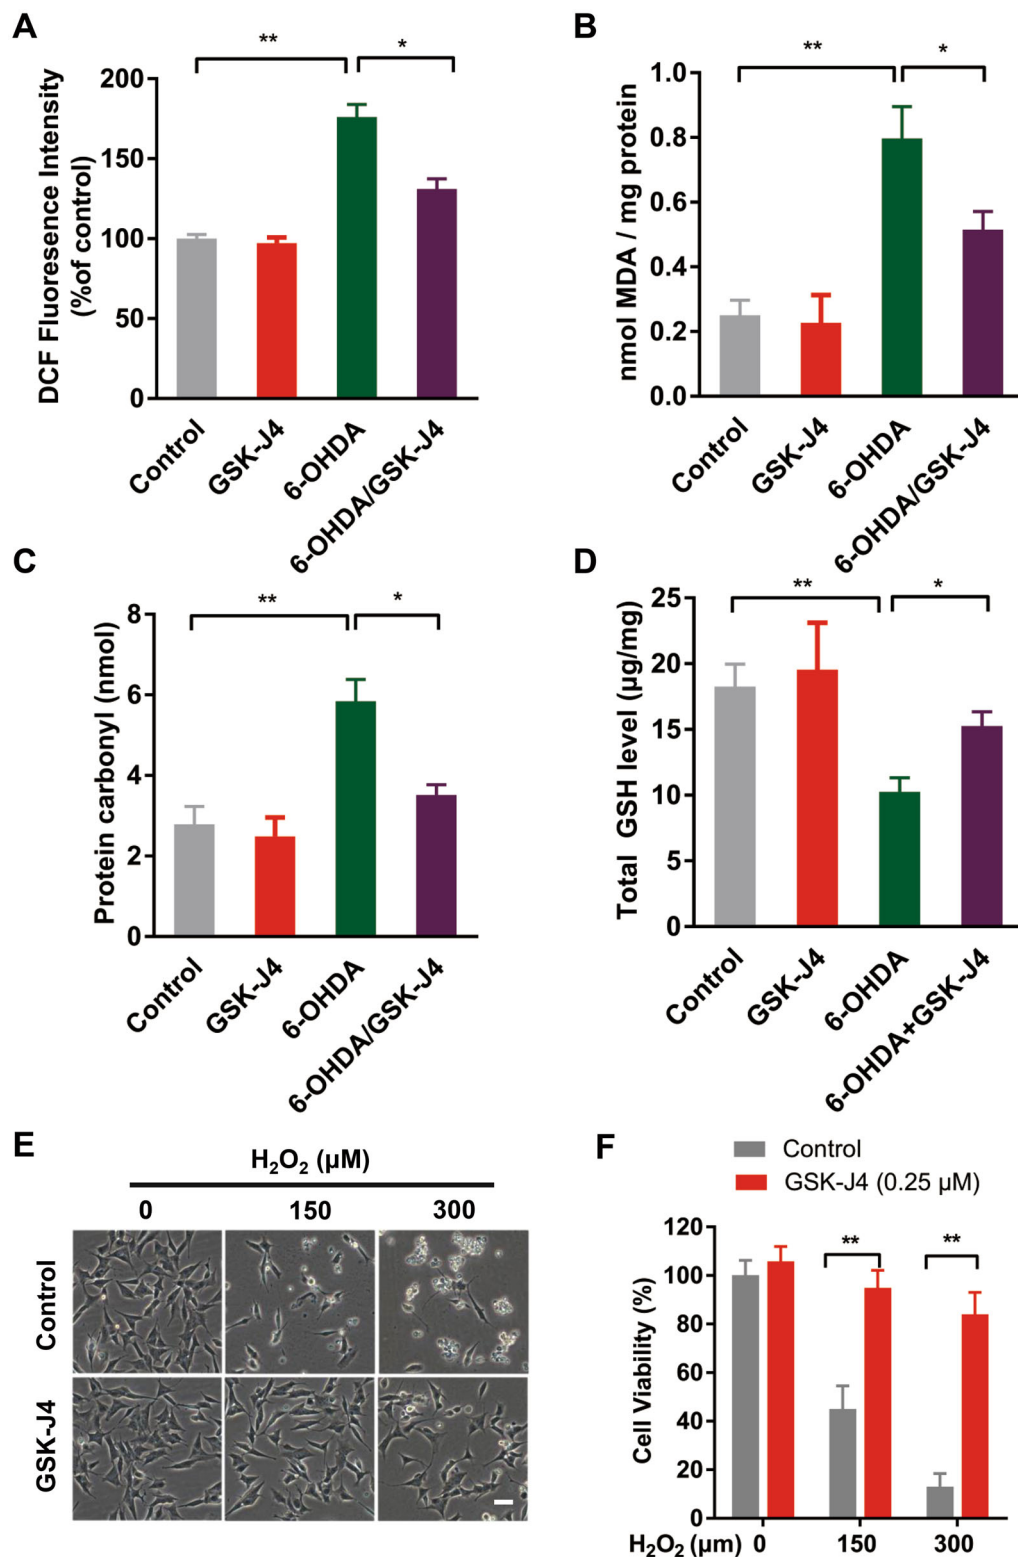 A
** *
DCF Fluoresence Intensity
(%of control)
200
150
100
50
0
Control
GSK-J4
6-OHDA
6-OHDA/GSK-J4
B
** *
nmol MDA / mg protein
1.0
0.8
0.6
0.4
0.2
0.0
Control
GSK-J4
6-OHDA
6-OHDA/GSK-J4
C
** *
Protein carbonyl (nmol)
8
6
4
2
0
Control
GSK-J4
6-OHDA
6-OHDA/GSK-J4
D
** *
Total GSH level (µg/mg)
25
20
15
10
5
0
Control
GSK-J4
6-OHDA
6-OHDA+GSK-J4
E
H₂O₂ (µM)
0 150 300
Control
GSK-J4
F
Control
GSK-J4 (0.25 µM)
** **
Cell Viability (%)
120
100
80
60
40
20
0
H₂O₂ (µm) 0 150 300